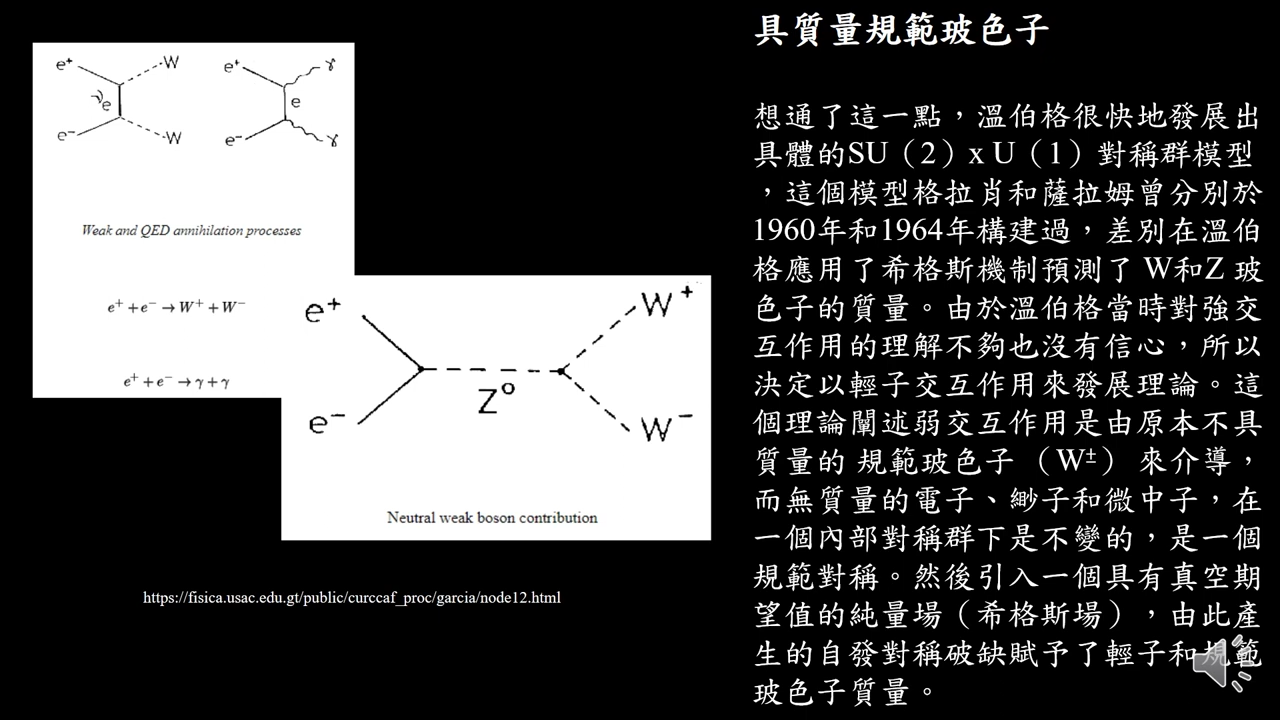 具質量規範玻色子
想通了這一點，溫伯格很快地發展出
具體的SU（2）x U（1）對稱群模型
，這個模型格拉肖和薩拉姆曾分別於
1960年和1964年構建過，差別在溫伯
格應用了希格斯機制預測了 W和Z 玻
色子的質量。由於溫伯格當時對強交
互作用的理解不夠也沒有信心，所以
決定以輕子交互作用來發展理論。這
個理論闡述弱交互作用是由原本不具
質量的 規範玻色子 （W±） 來介導，
而無質量的電子、緲子和微中子，在
一個內部對稱群下是不變的，是一個
規範對稱。然後引入一個具有真空期
望值的純量場（希格斯場），由此產
生的自發對稱破缺賦予了輕子和規範
玻色子質量。
e⁺ W
νe
e⁻ W
e⁺ γ
e
e⁻ γ
Weak and QED annihilation processes
e⁺ + e⁻ → W⁺ + W⁻
e⁺ + e⁻ → γ + γ
e⁺ W⁺
Z⁰
e⁻ W⁻
Neutral weak boson contribution
https://fisica.usac.edu.gt/public/curccaf_proc/garcia/node12.html